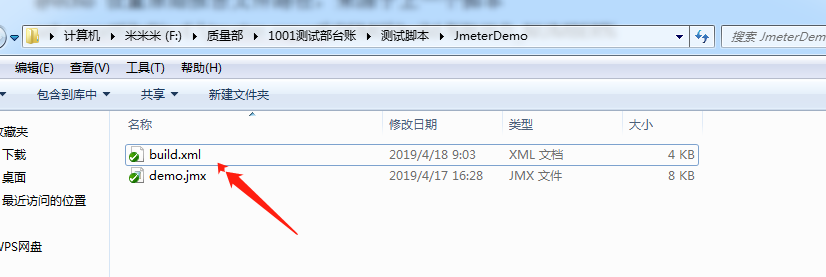 计算机 米米米 (F:) 质量部 1001测试部台账 测试脚本 JmeterDemo 搜索 JmeterDem
编辑(E) 查看(V) 工具(T) 帮助(H)
包含到库中 共享 新建文件夹
名称 修改日期 类型 大小
收藏夹
下载
桌面
最近访问的位置
WPS网盘
build.xml 2019/4/18 9:03 XML 文档 4 KB
demo.jmx 2019/4/17 16:28 JMX 文件 8 KB